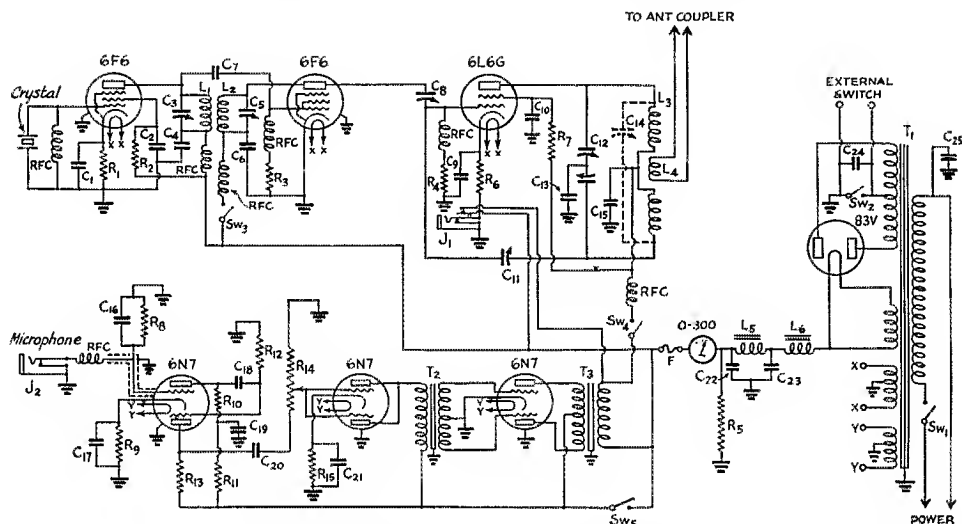 TO ANT COUPLER
6F6
6F6
6L6G
Crystal
RFC
C1
R1
C2
R2
C3
C4
L1
C7
L2
C5
C6
RFC
Sw3
RFC
R3
C8
RFC
R4
C9
R6
J1
x x
x x
x x
C10
R7
C11
C12
C13
C14
C15
L3
L4
RFC
Sw4
EXTERNAL
SWITCH
T1
C24
Sw2
C25
83V
0-300
F
L5
L6
C22
C23
R5
X
X
Y
Y
Sw1
POWER
Microphone
J2
RFC
C16
R8
6N7
Y
Y
C17
R9
R10
C18
R12
C19
R11
R13
C20
R14
6N7
Y
Y
R15
C21
T2
6N7
Y
Y
T3
Sw5